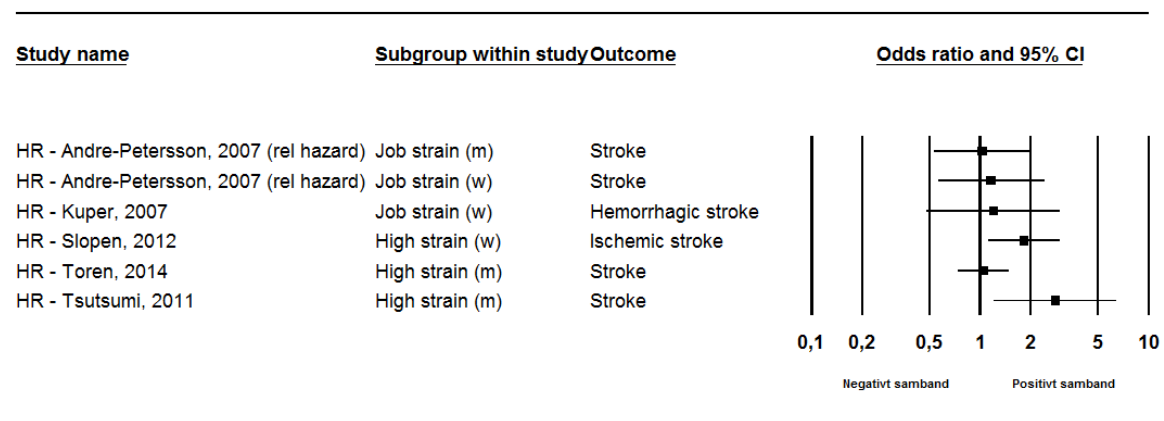 Study name Subgroup within study Outcome Odds ratio and 95% CI
HR - Andre-Petersson, 2007 (rel hazard) Job strain (m) Stroke
HR - Andre-Petersson, 2007 (rel hazard) Job strain (w) Stroke
HR - Kuper, 2007 Job strain (w) Hemorrhagic stroke
HR - Slopen, 2012 High strain (w) Ischemic stroke
HR - Toren, 2014 High strain (m) Stroke
HR - Tsutsumi, 2011 High strain (m) Stroke
0,1 0,2 0,5 1 2 5 10
Negativt samband Positivt samband